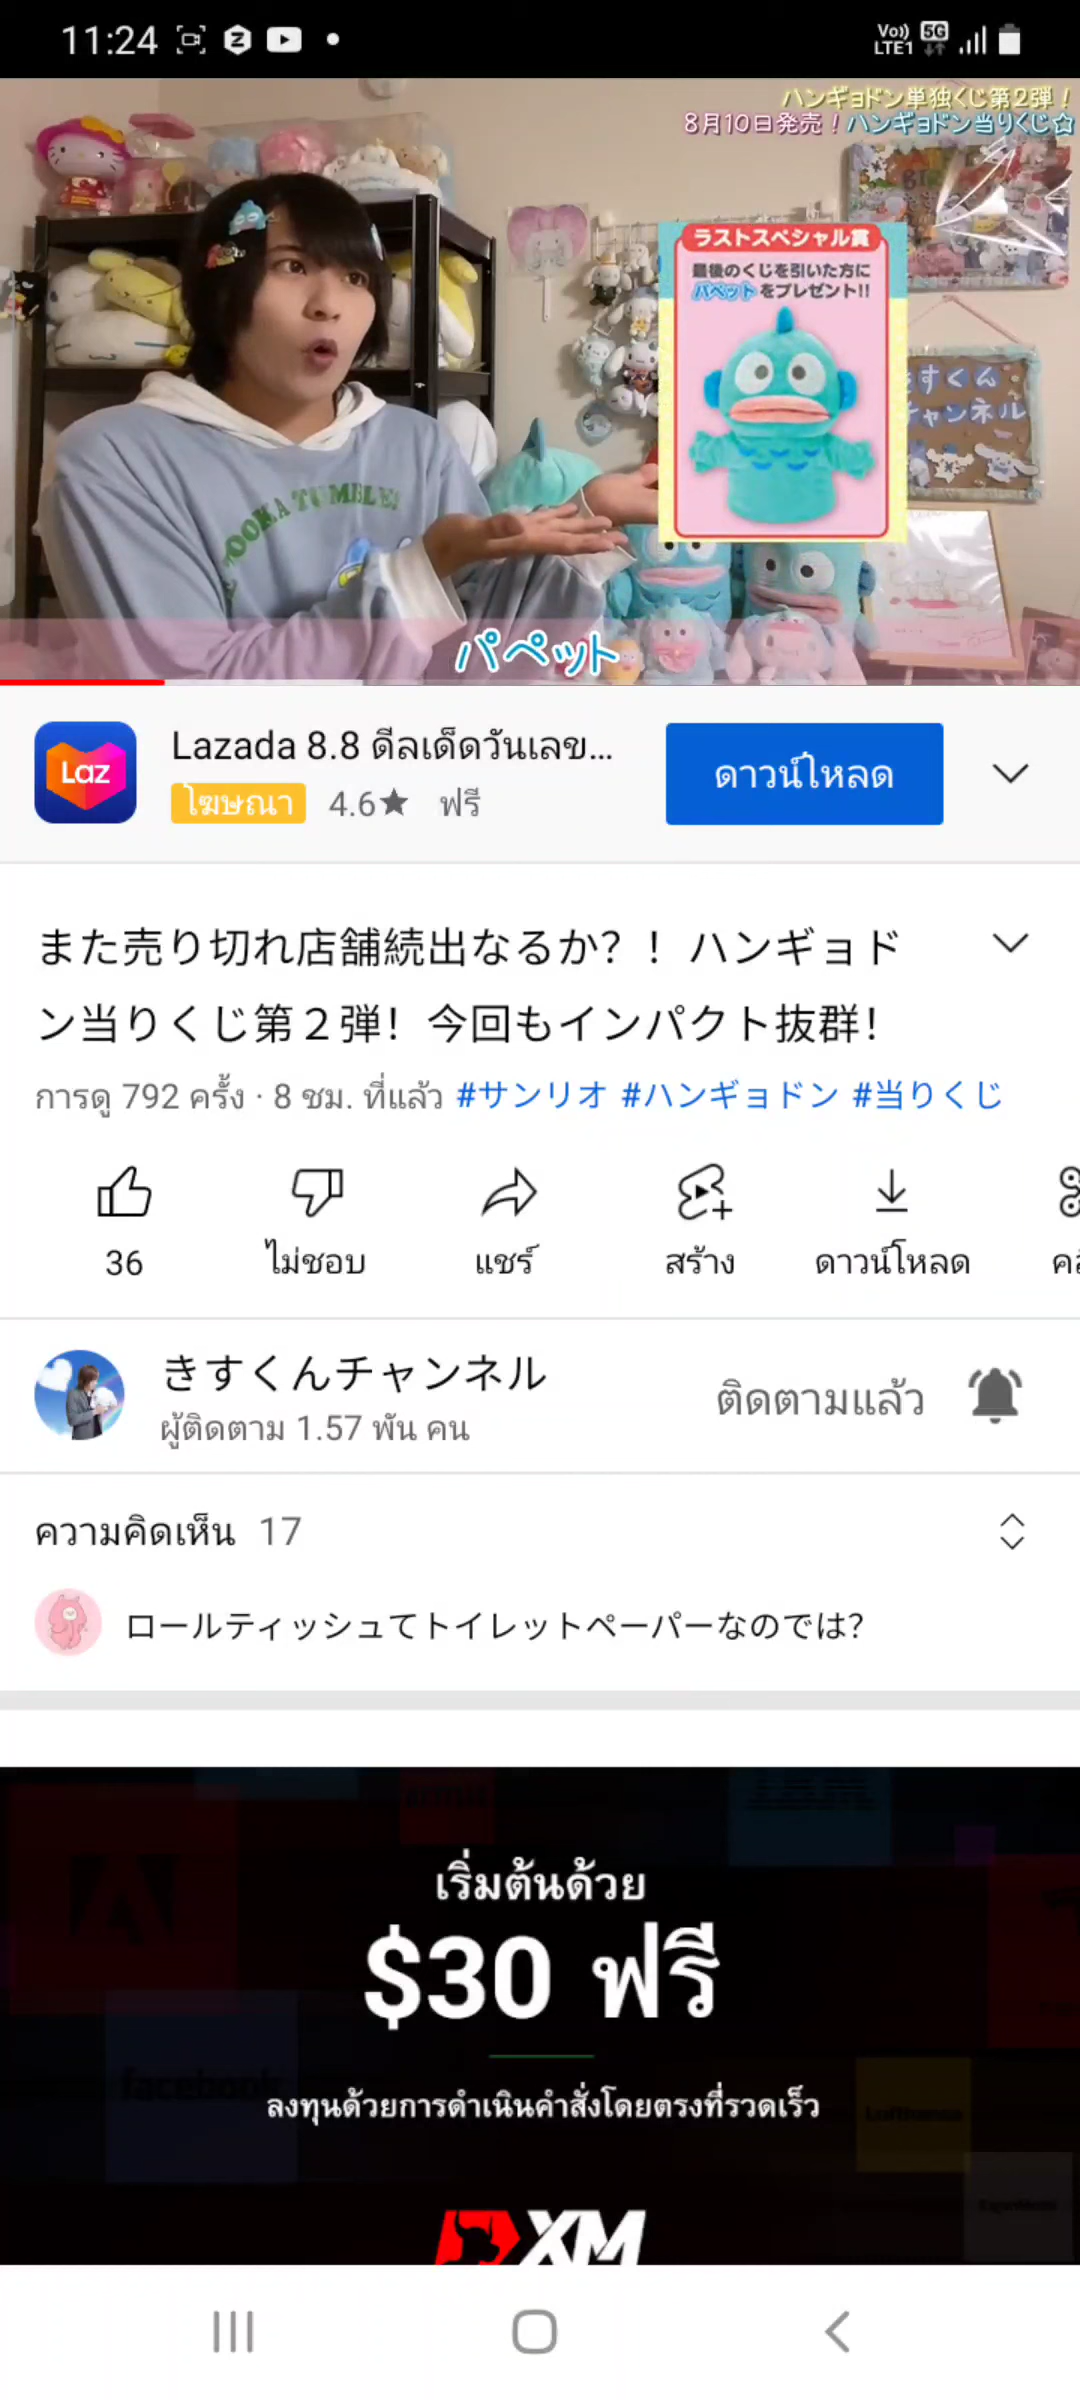 11:24
Vo)) LTE1 5G
ハンギョドン単独くじ第2弾！
8月10日発売！ハンギョドン当りくじ☆
ラストスペシャル賞
最後のくじを引いた方に
パペットをプレゼント!!
すくん
チャンネル
OOKA TUMBLE
パペット
Laz
Lazada 8.8 ดีลเด็ดวันเลข...
โฆษณา 4.6★ ฟรี
ดาวน์โหลด
また売り切れ店舗続出なるか？！ハンギョド
ン当りくじ第２弾！今回もインパクト抜群！
การดู 792 ครั้ง · 8 ชม. ที่แล้ว #サンリオ #ハンギョドン #当りくじ
36
ไม่ชอบ
แชร์
สร้าง
ดาวน์โหลด
きすくんチャンネル
ผู้ติดตาม 1.57 พัน คน
ติดตามแล้ว
ความคิดเห็น 17
ロールティッシュてトイレットペーパーなのでは？
เริ่มต้นด้วย
$30 ฟรี
facebook
ลงทุนด้วยการดำเนินคำสั่งโดยตรงที่รวดเร็ว
Lufthansa
XM